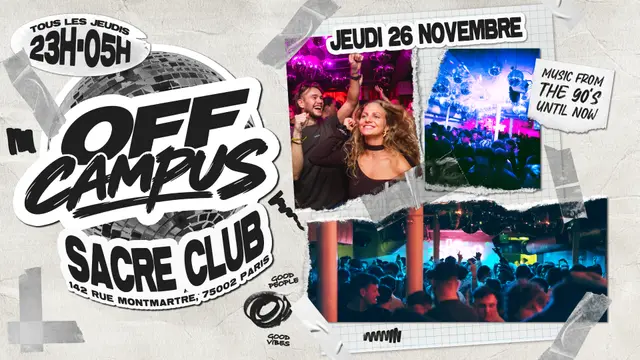 TOUS LES JEUDIS
23H-05H
OFF
CAMPUS
SACRE CLUB
142 RUE MONTMARTRE, 75002 PARIS
JEUDI 26 NOVEMBRE
MUSIC FROM
THE 90'S
UNTIL NOW
GOOD
PEOPLE
GOOD
VIBES